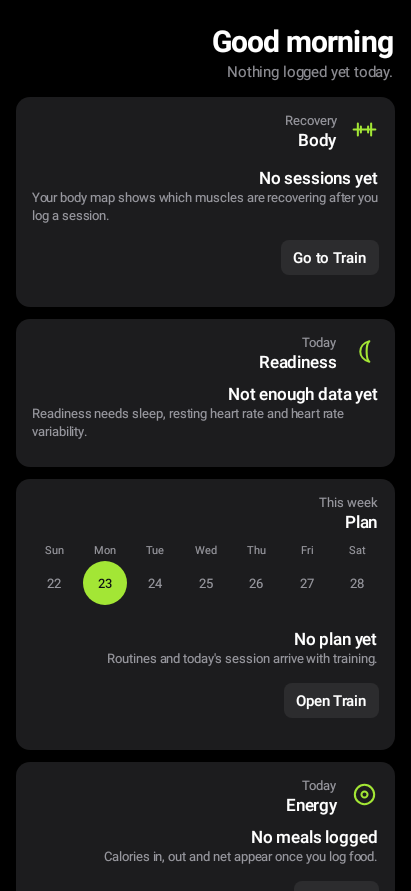 Good morning
Nothing logged yet today.
Recovery
Body
No sessions yet
Your body map shows which muscles are recovering after you
log a session.
Go to Train
Today
Readiness
Not enough data yet
Readiness needs sleep, resting heart rate and heart rate
variability.
This week
Plan
Sun Mon Tue Wed Thu Fri Sat
22 23 24 25 26 27 28
No plan yet
Routines and today's session arrive with training.
Open Train
Today
Energy
No meals logged
Calories in, out and net appear once you log food.